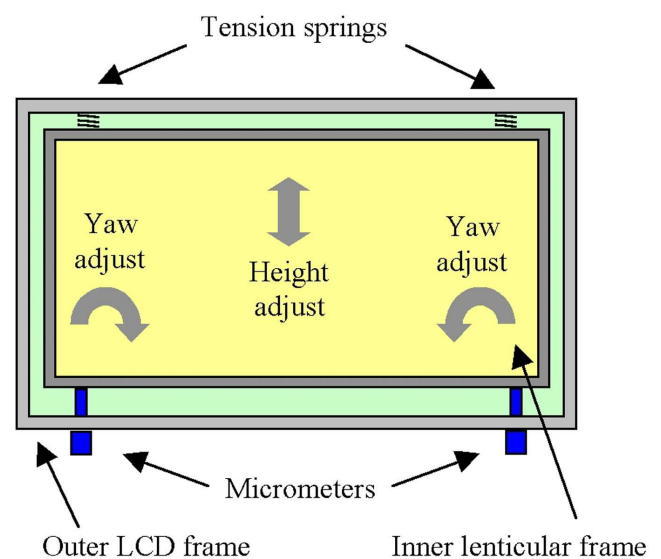 Tension springs
Yaw
adjust
Height
adjust
Yaw
adjust
Micrometers
Outer LCD frame
Inner lenticular frame